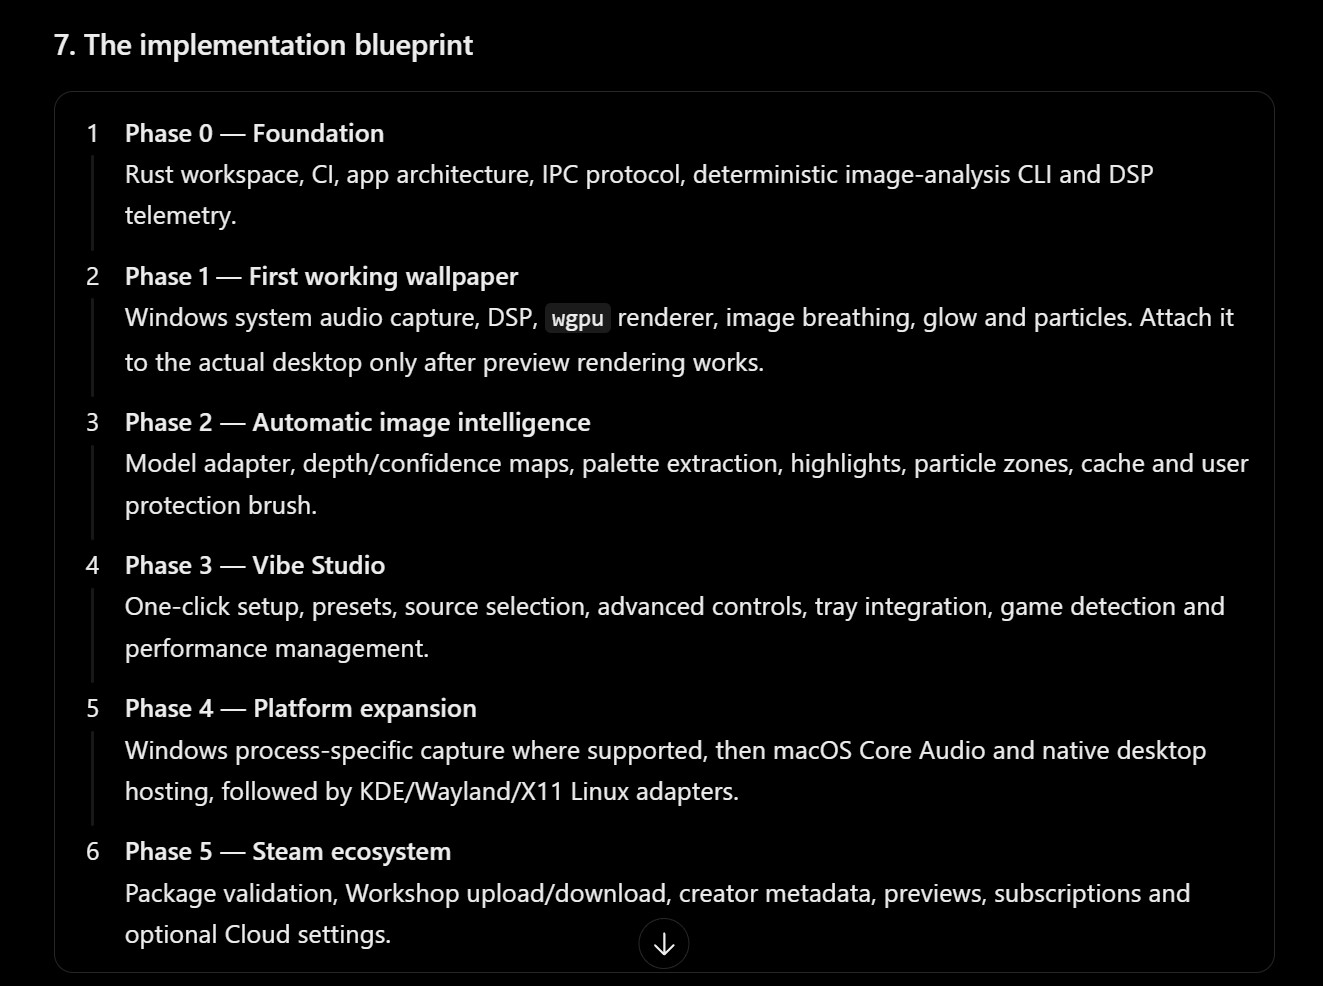 7. The implementation blueprint
1 Phase 0 — Foundation
Rust workspace, CI, app architecture, IPC protocol, deterministic image-analysis CLI and DSP
telemetry.
2 Phase 1 — First working wallpaper
Windows system audio capture, DSP, wgpu renderer, image breathing, glow and particles. Attach it
to the actual desktop only after preview rendering works.
3 Phase 2 — Automatic image intelligence
Model adapter, depth/confidence maps, palette extraction, highlights, particle zones, cache and user
protection brush.
4 Phase 3 — Vibe Studio
One-click setup, presets, source selection, advanced controls, tray integration, game detection and
performance management.
5 Phase 4 — Platform expansion
Windows process-specific capture where supported, then macOS Core Audio and native desktop
hosting, followed by KDE/Wayland/X11 Linux adapters.
6 Phase 5 — Steam ecosystem
Package validation, Workshop upload/download, creator metadata, previews, subscriptions and
optional Cloud settings.